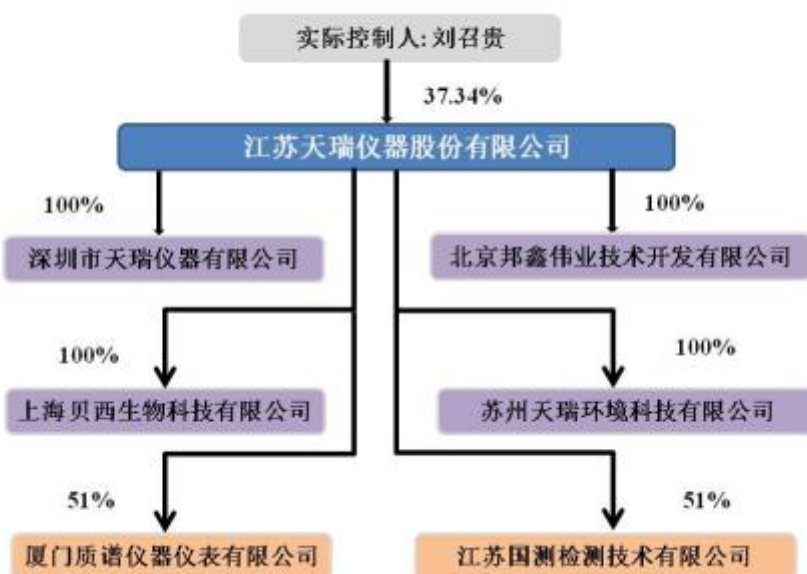 实际控制人: 刘召贵
37.34%
江苏天瑞仪器股份有限公司
100%
100%
深圳市天瑞仪器有限公司
北京邦鑫伟业技术开发有限公司
100%
100%
上海贝西生物科技有限公司
苏州天瑞环境科技有限公司
51%
51%
厦门质谱仪器仪表有限公司
江苏国测检测技术有限公司